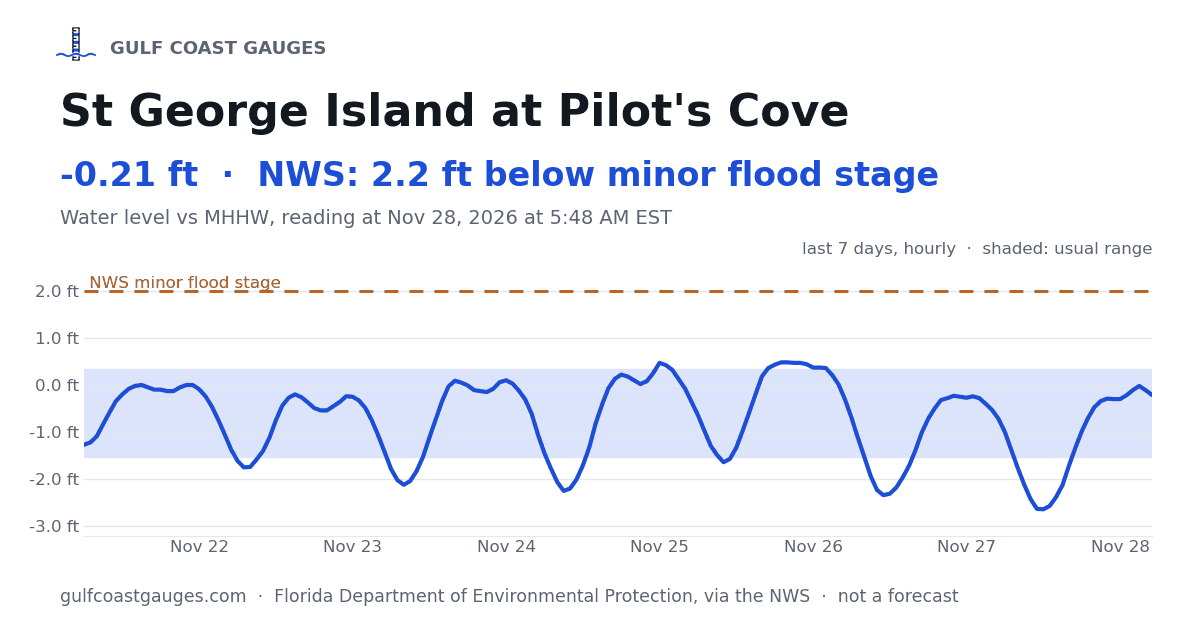 GULF COAST GAUGES
St George Island at Pilot's Cove
-0.21 ft · NWS: 2.2 ft below minor flood stage
Water level vs MHHW, reading at Nov 28, 2026 at 5:48 AM EST
last 7 days, hourly · shaded: usual range
NWS minor flood stage
2.0 ft
1.0 ft
0.0 ft
-1.0 ft
-2.0 ft
-3.0 ft
Nov 22 Nov 23 Nov 24 Nov 25 Nov 26 Nov 27 Nov 28
gulfcoastgauges.com · Florida Department of Environmental Protection, via the NWS · not a forecast